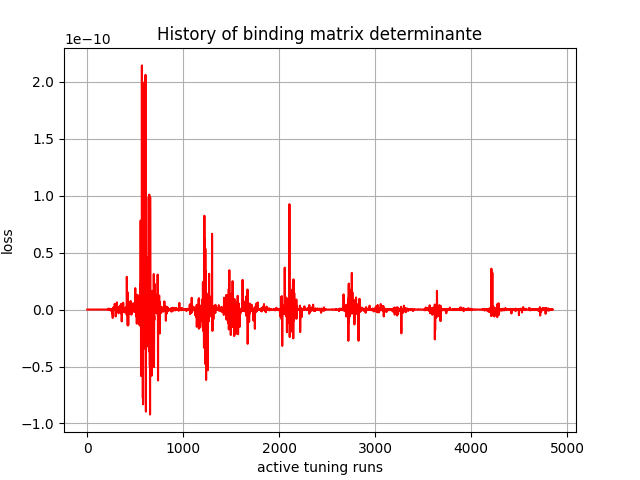 History of binding matrix determinante
1e−10
2.0
1.5
1.0
0.5
0.0
−0.5
−1.0
loss
0 1000 2000 3000 4000 5000
active tuning runs